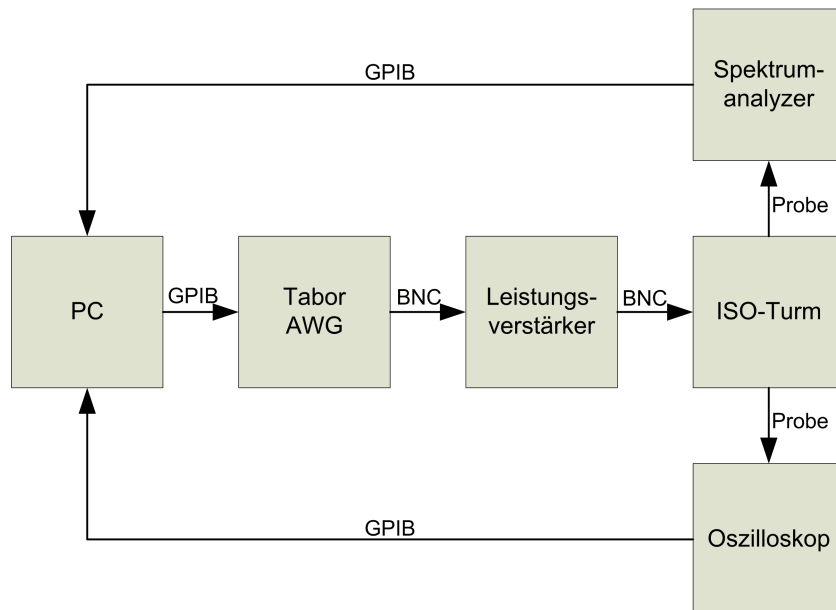 GPIB
Spektrum-
analyzer
Probe
PC
GPIB
Tabor
AWG
BNC
Leistungs-
verstärker
BNC
ISO-Turm
Probe
GPIB
Oszilloskop